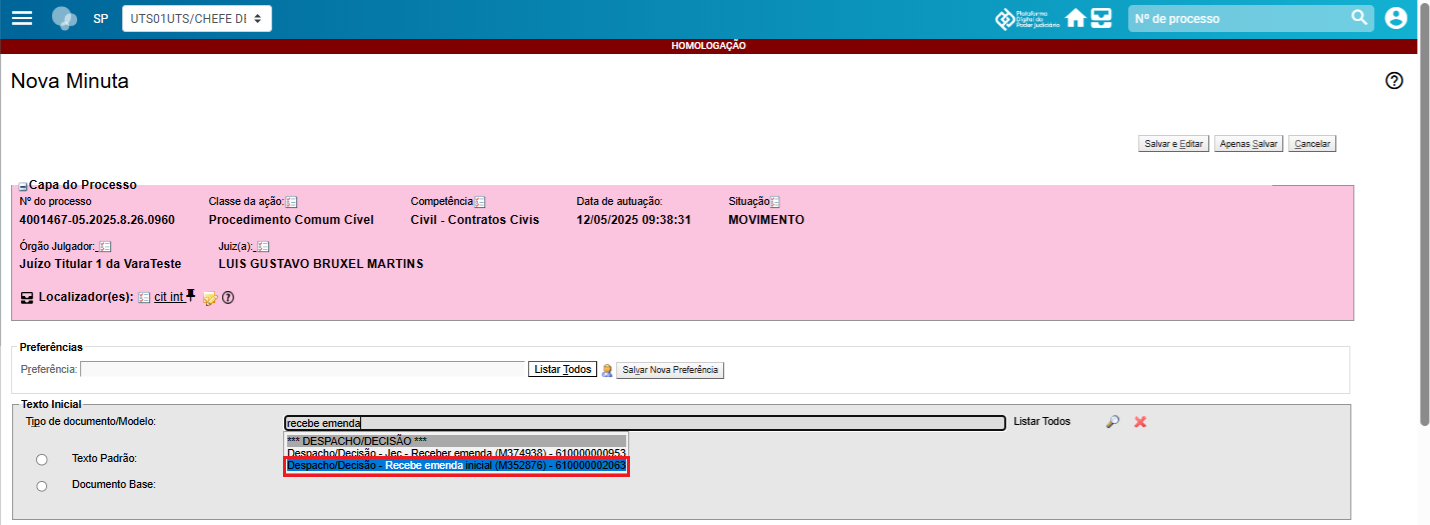 SP UTS01UTS/CHEFE DE Plataforma Digital do Poder Judiciário Nº de processo
HOMOLOGAÇÃO
Nova Minuta
Salvar e Editar Apenas Salvar Cancelar
Capa do Processo
Nº do processo Classe da ação: Competência Data de autuação: Situação
4001467-05.2025.8.26.0960 Procedimento Comum Cível Civil - Contratos Civis 12/05/2025 09:38:31 MOVIMENTO
Órgão Julgador: Juiz(a):
Juízo Titular 1 da VaraTeste LUIS GUSTAVO BRUXEL MARTINS
Localizador(es): cit int
Preferências
Preferência: Listar Todos Salvar Nova Preferência
Texto Inicial
Tipo de documento/Modelo: recebe emenda Listar Todos
*** DESPACHO/DECISÃO ***
Despacho/Decisão - Jec - Receber emenda (M374938) - 610000000953
Texto Padrão: Despacho/Decisão - Recebe emenda inicial (M352876) - 610000002063
Documento Base: